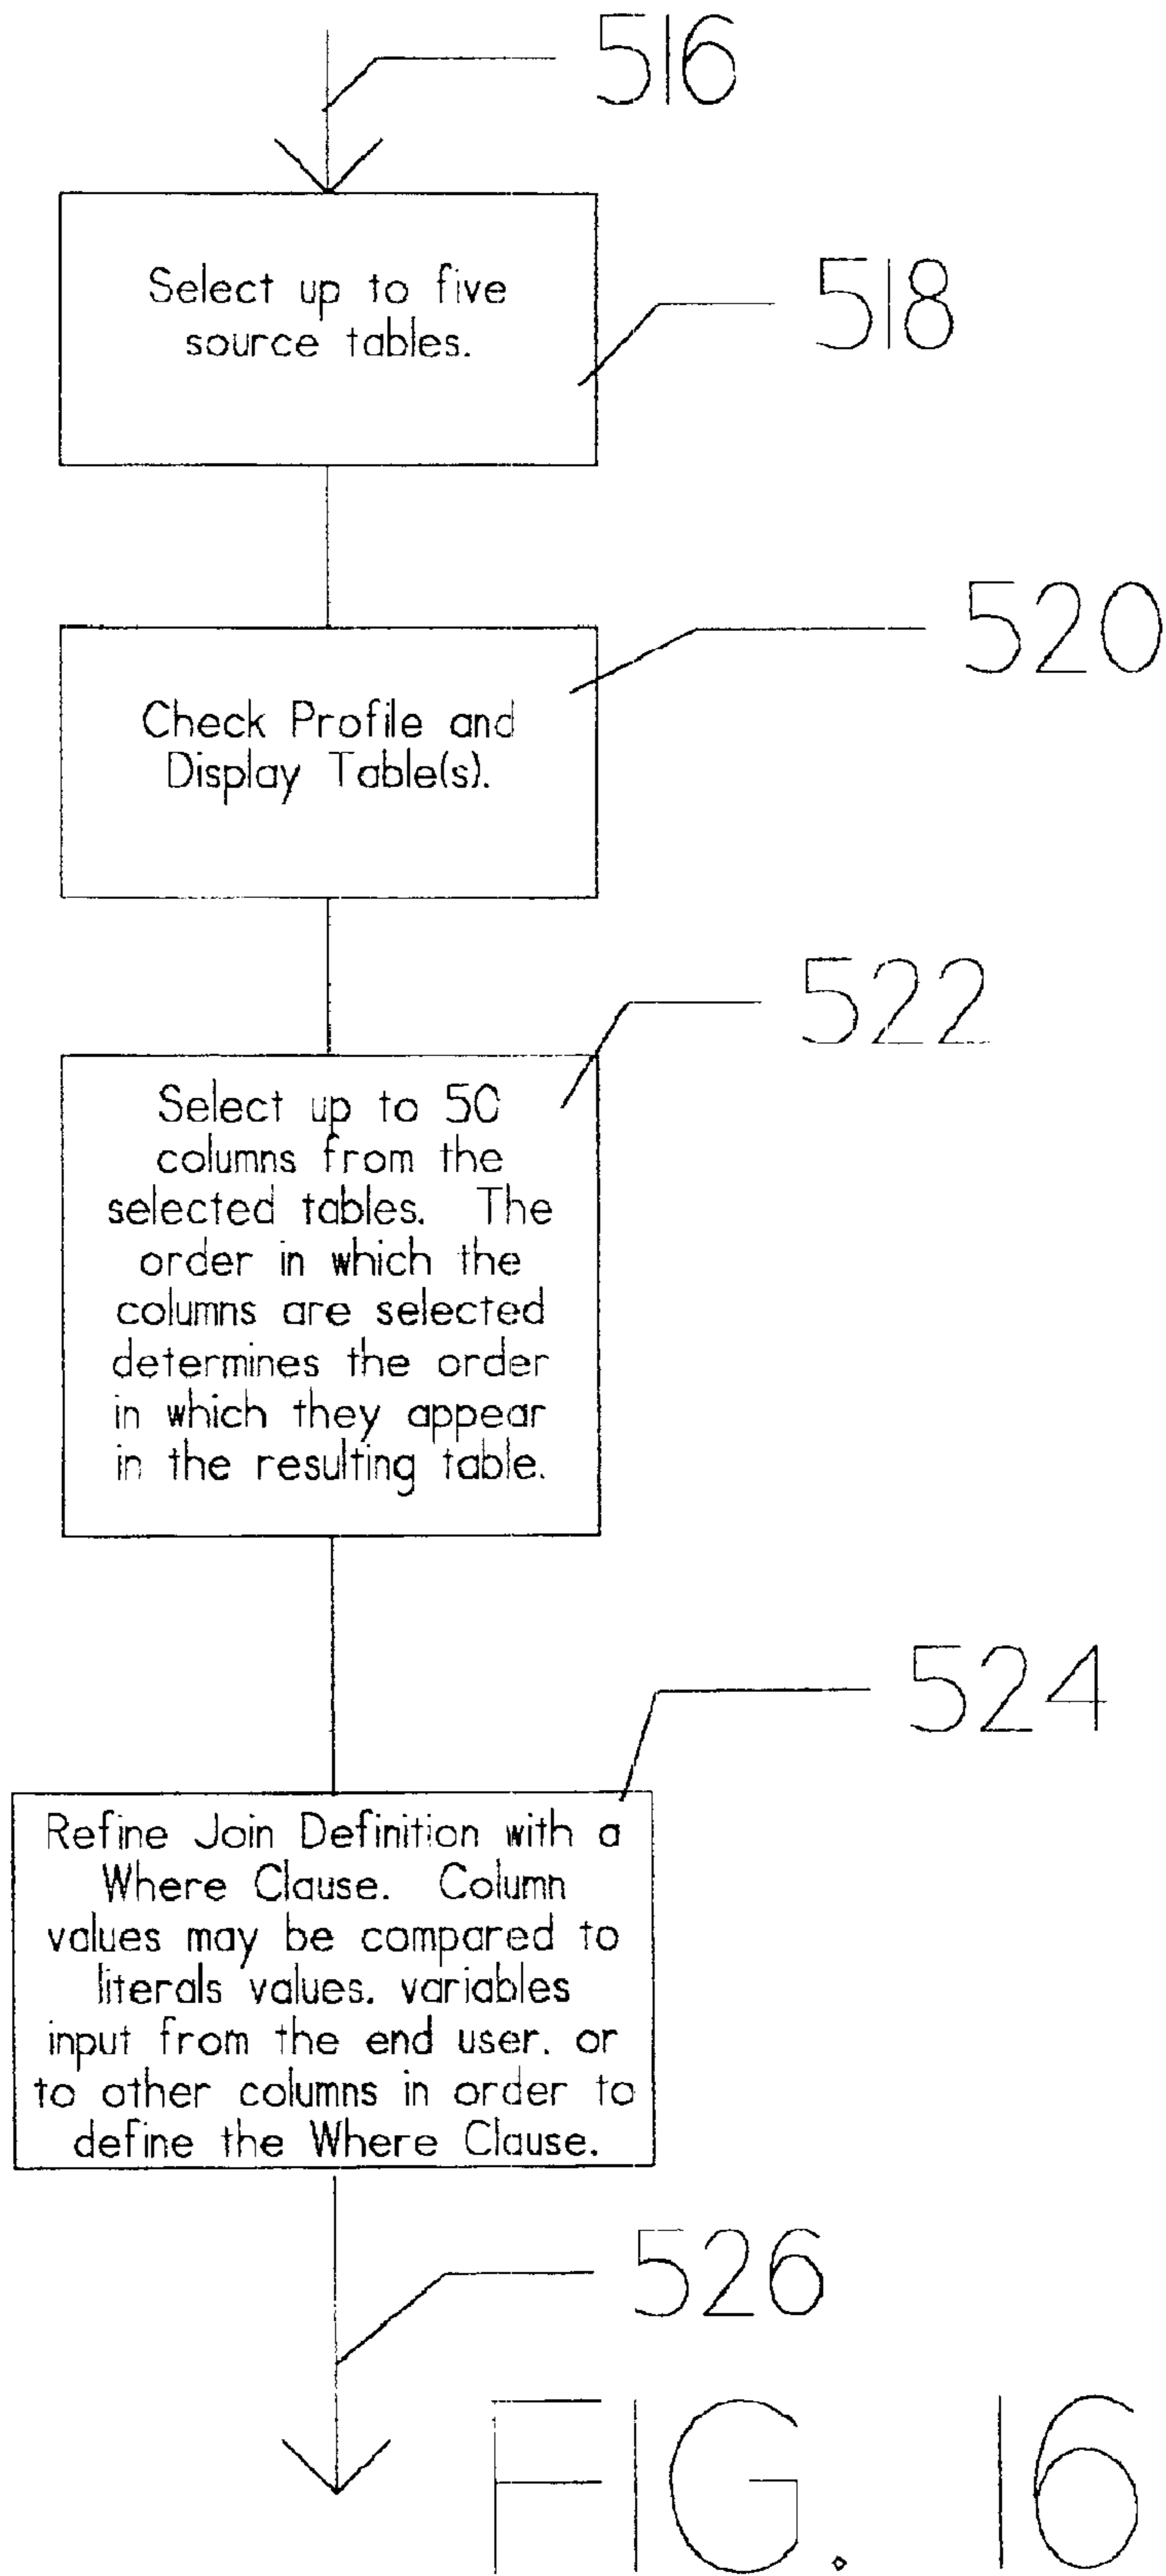 516
Select up to five
source tables.
518
520
Check Profile and
Display Table(s).
522
Select up to 50
columns from the
selected tables. The
order in which the
columns are selected
determines the order
in which they appear
in the resulting table.
524
Refine Join Definition with a
Where Clause. Column
values may be compared to
literals values, variables
input from the end user, or
to other columns in order to
define the Where Clause.
526
FIG. 16